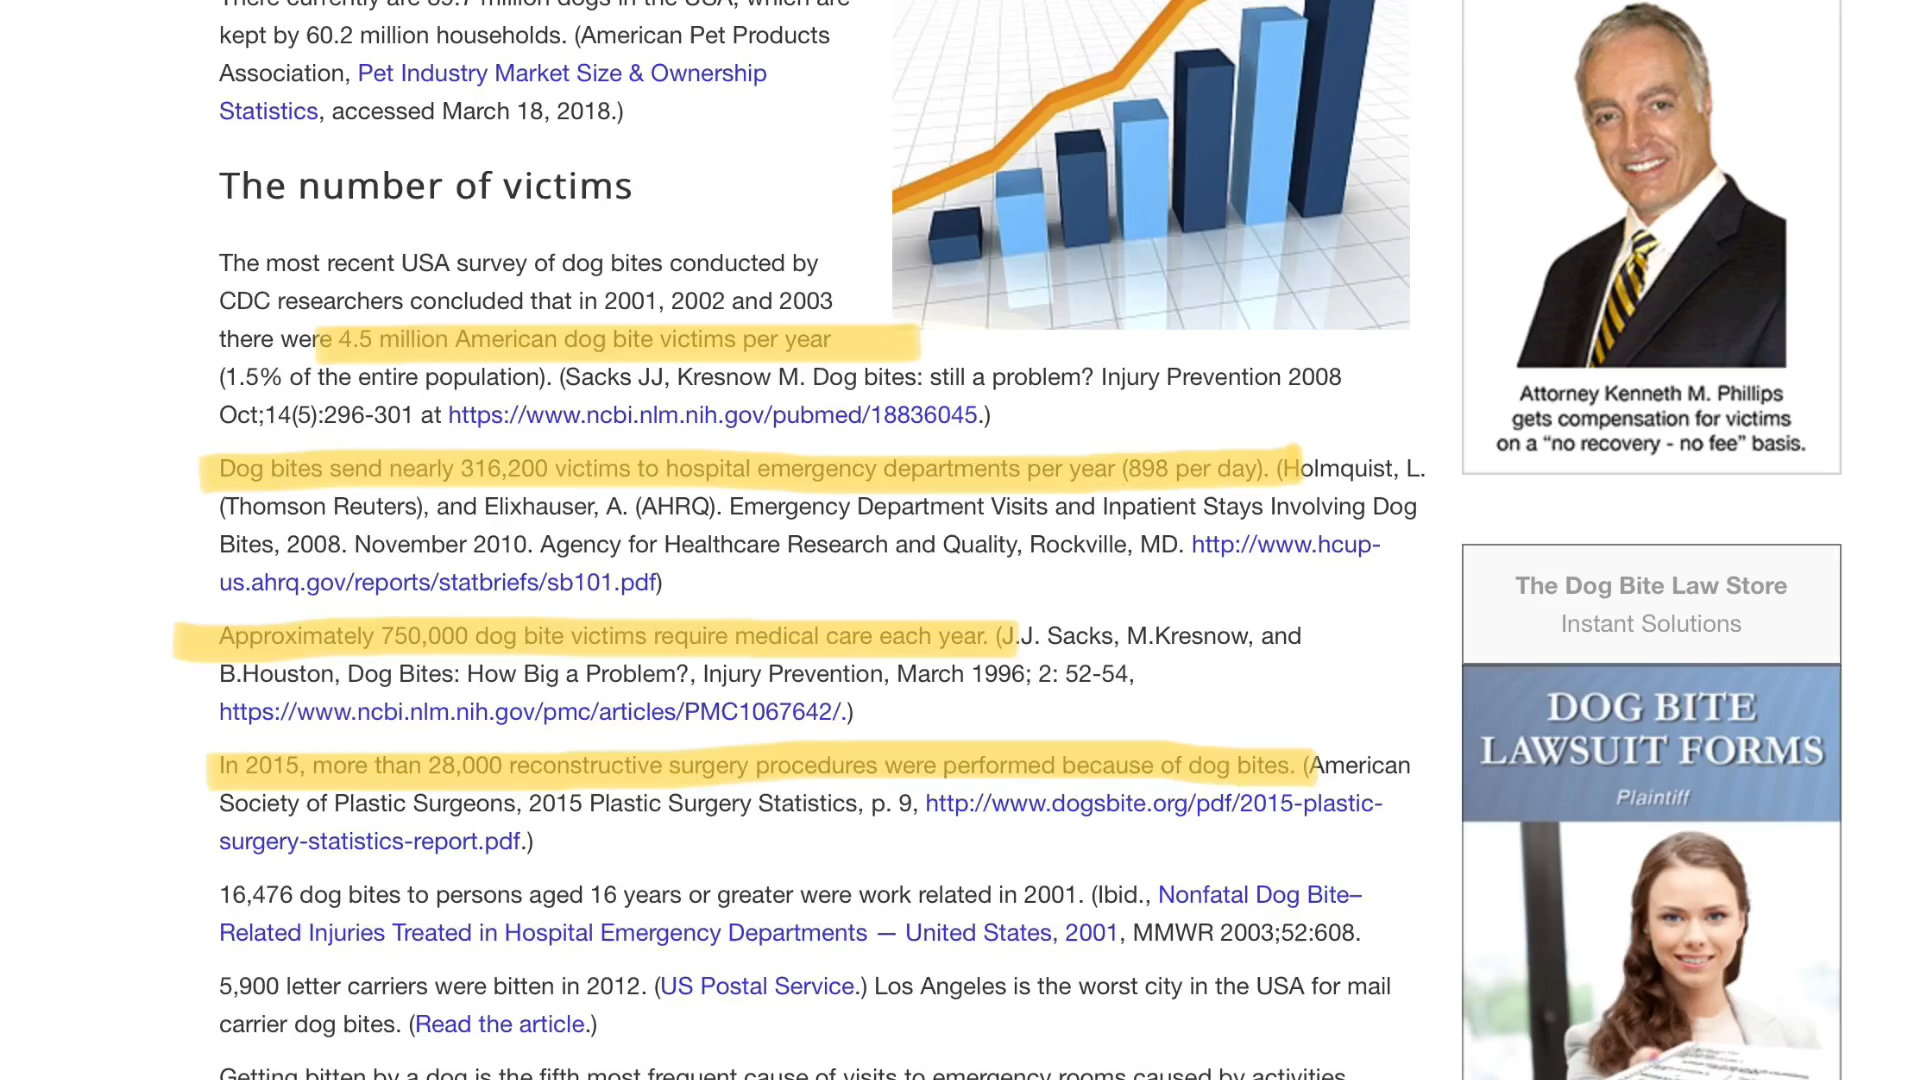 There currently are 89.7 million dogs in the USA, which are
kept by 60.2 million households. (American Pet Products
Association, Pet Industry Market Size & Ownership
Statistics, accessed March 18, 2018.)
The number of victims
The most recent USA survey of dog bites conducted by
CDC researchers concluded that in 2001, 2002 and 2003
there were 4.5 million American dog bite victims per year
(1.5% of the entire population). (Sacks JJ, Kresnow M. Dog bites: still a problem? Injury Prevention 2008
Oct;14(5):296-301 at https://www.ncbi.nlm.nih.gov/pubmed/18836045.)
Dog bites send nearly 316,200 victims to hospital emergency departments per year (898 per day). (Holmquist, L.
(Thomson Reuters), and Elixhauser, A. (AHRQ). Emergency Department Visits and Inpatient Stays Involving Dog
Bites, 2008. November 2010. Agency for Healthcare Research and Quality, Rockville, MD. http://www.hcup-
us.ahrq.gov/reports/statbriefs/sb101.pdf)
Approximately 750,000 dog bite victims require medical care each year. (J.J. Sacks, M.Kresnow, and
B.Houston, Dog Bites: How Big a Problem?, Injury Prevention, March 1996; 2: 52-54,
https://www.ncbi.nlm.nih.gov/pmc/articles/PMC1067642/.)
In 2015, more than 28,000 reconstructive surgery procedures were performed because of dog bites. (American
Society of Plastic Surgeons, 2015 Plastic Surgery Statistics, p. 9, http://www.dogsbite.org/pdf/2015-plastic-
surgery-statistics-report.pdf.)
16,476 dog bites to persons aged 16 years or greater were work related in 2001. (Ibid., Nonfatal Dog Bite–
Related Injuries Treated in Hospital Emergency Departments — United States, 2001, MMWR 2003;52:608.
5,900 letter carriers were bitten in 2012. (US Postal Service.) Los Angeles is the worst city in the USA for mail
carrier dog bites. (Read the article.)
Getting bitten by a dog is the fifth most frequent cause of visits to emergency rooms caused by activities
Attorney Kenneth M. Phillips
gets compensation for victims
on a “no recovery - no fee” basis.
The Dog Bite Law Store
Instant Solutions
DOG BITE
LAWSUIT FORMS
Plaintiff